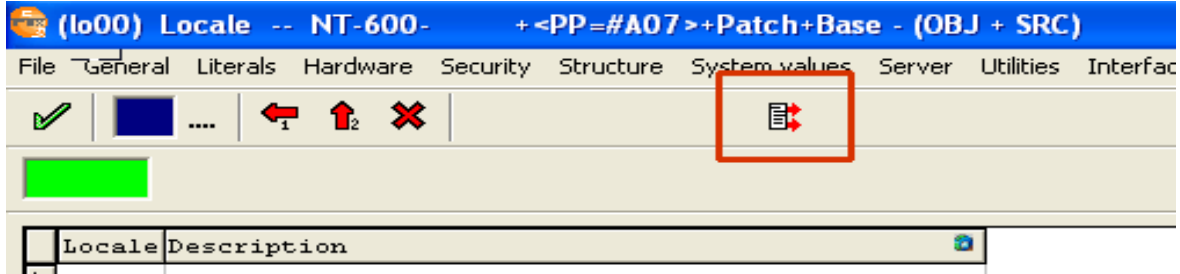 (lo00) Locale -- NT-600- +<PP=#A07>+Patch+Base - (OBJ + SRC)
File General Literals Hardware Security Structure System values Server Utilities Interfac
.... 1 2
Locale Description